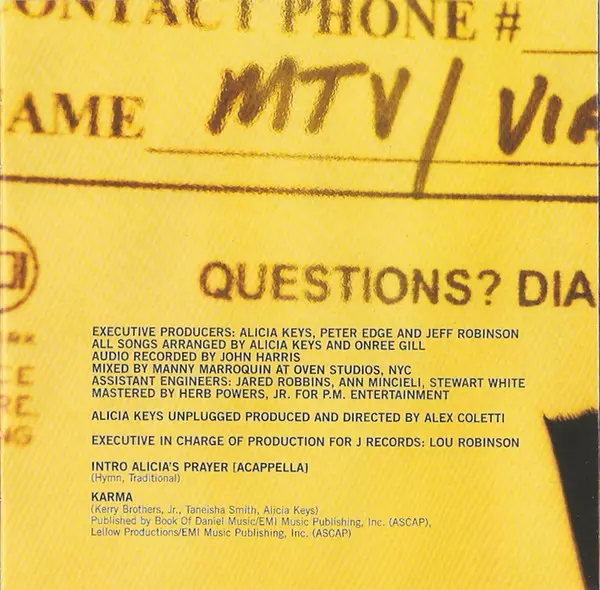 CONTACT PHONE #
NAME MTV/ VIA
QUESTIONS? DIA
EXECUTIVE PRODUCERS: ALICIA KEYS, PETER EDGE AND JEFF ROBINSON
ALL SONGS ARRANGED BY ALICIA KEYS AND ONREE GILL
AUDIO RECORDED BY JOHN HARRIS
MIXED BY MANNY MARROQUIN AT OVEN STUDIOS, NYC
ASSISTANT ENGINEERS: JARED ROBBINS, ANN MINCIELI, STEWART WHITE
MASTERED BY HERB POWERS, JR. FOR P.M. ENTERTAINMENT
ALICIA KEYS UNPLUGGED PRODUCED AND DIRECTED BY ALEX COLETTI
EXECUTIVE IN CHARGE OF PRODUCTION FOR J RECORDS: LOU ROBINSON
INTRO ALICIA'S PRAYER [ACAPPELLA]
(Hymn, Traditional)
KARMA
(Kerry Brothers, Jr., Taneisha Smith, Alicia Keys)
Published by Book Of Daniel Music/EMI Music Publishing, Inc. (ASCAP),
Lellow Productions/EMI Music Publishing, Inc. (ASCAP)